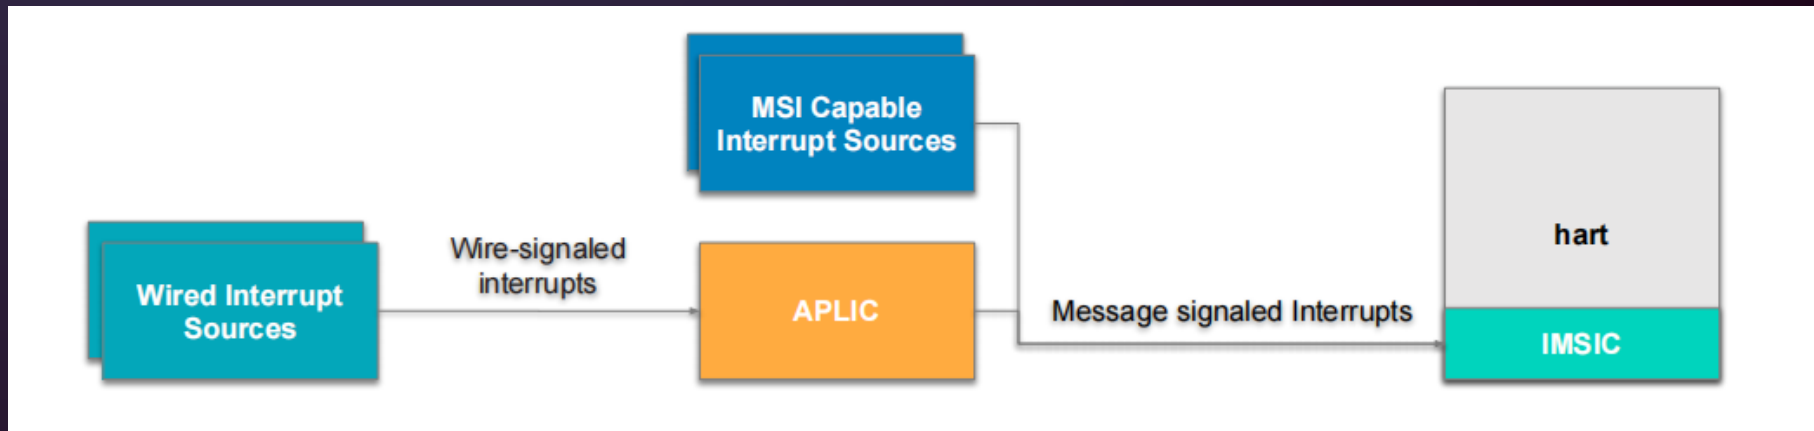 MSI Capable
Interrupt Sources
Wire-signaled
interrupts
hart
Wired Interrupt
Sources
APLIC
Message signaled Interrupts
IMSIC